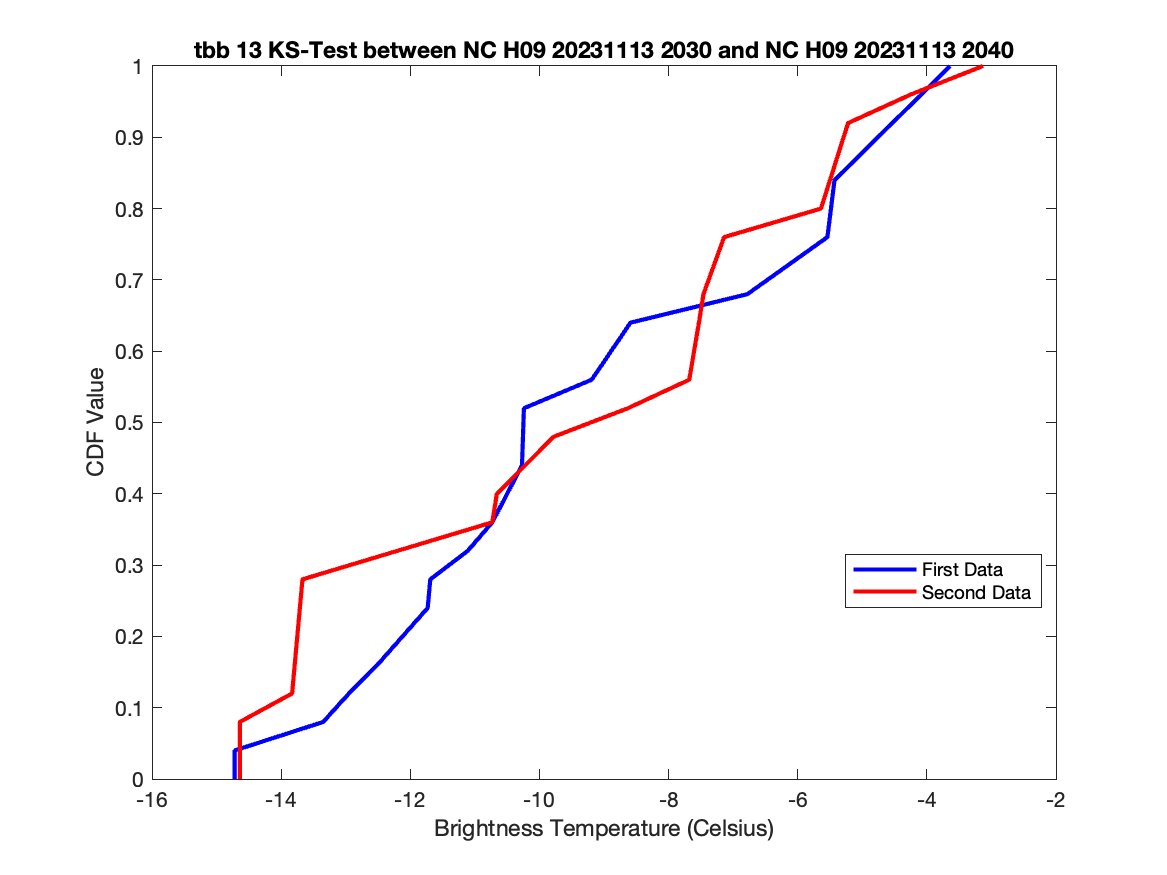 tbb 13 KS-Test between NC H09 20231113 2030 and NC H09 20231113 2040
1
0.9
0.8
0.7
0.6
0.5
0.4
0.3
0.2
0.1
0
CDF Value
First Data
Second Data
-16 -14 -12 -10 -8 -6 -4 -2
Brightness Temperature (Celsius)